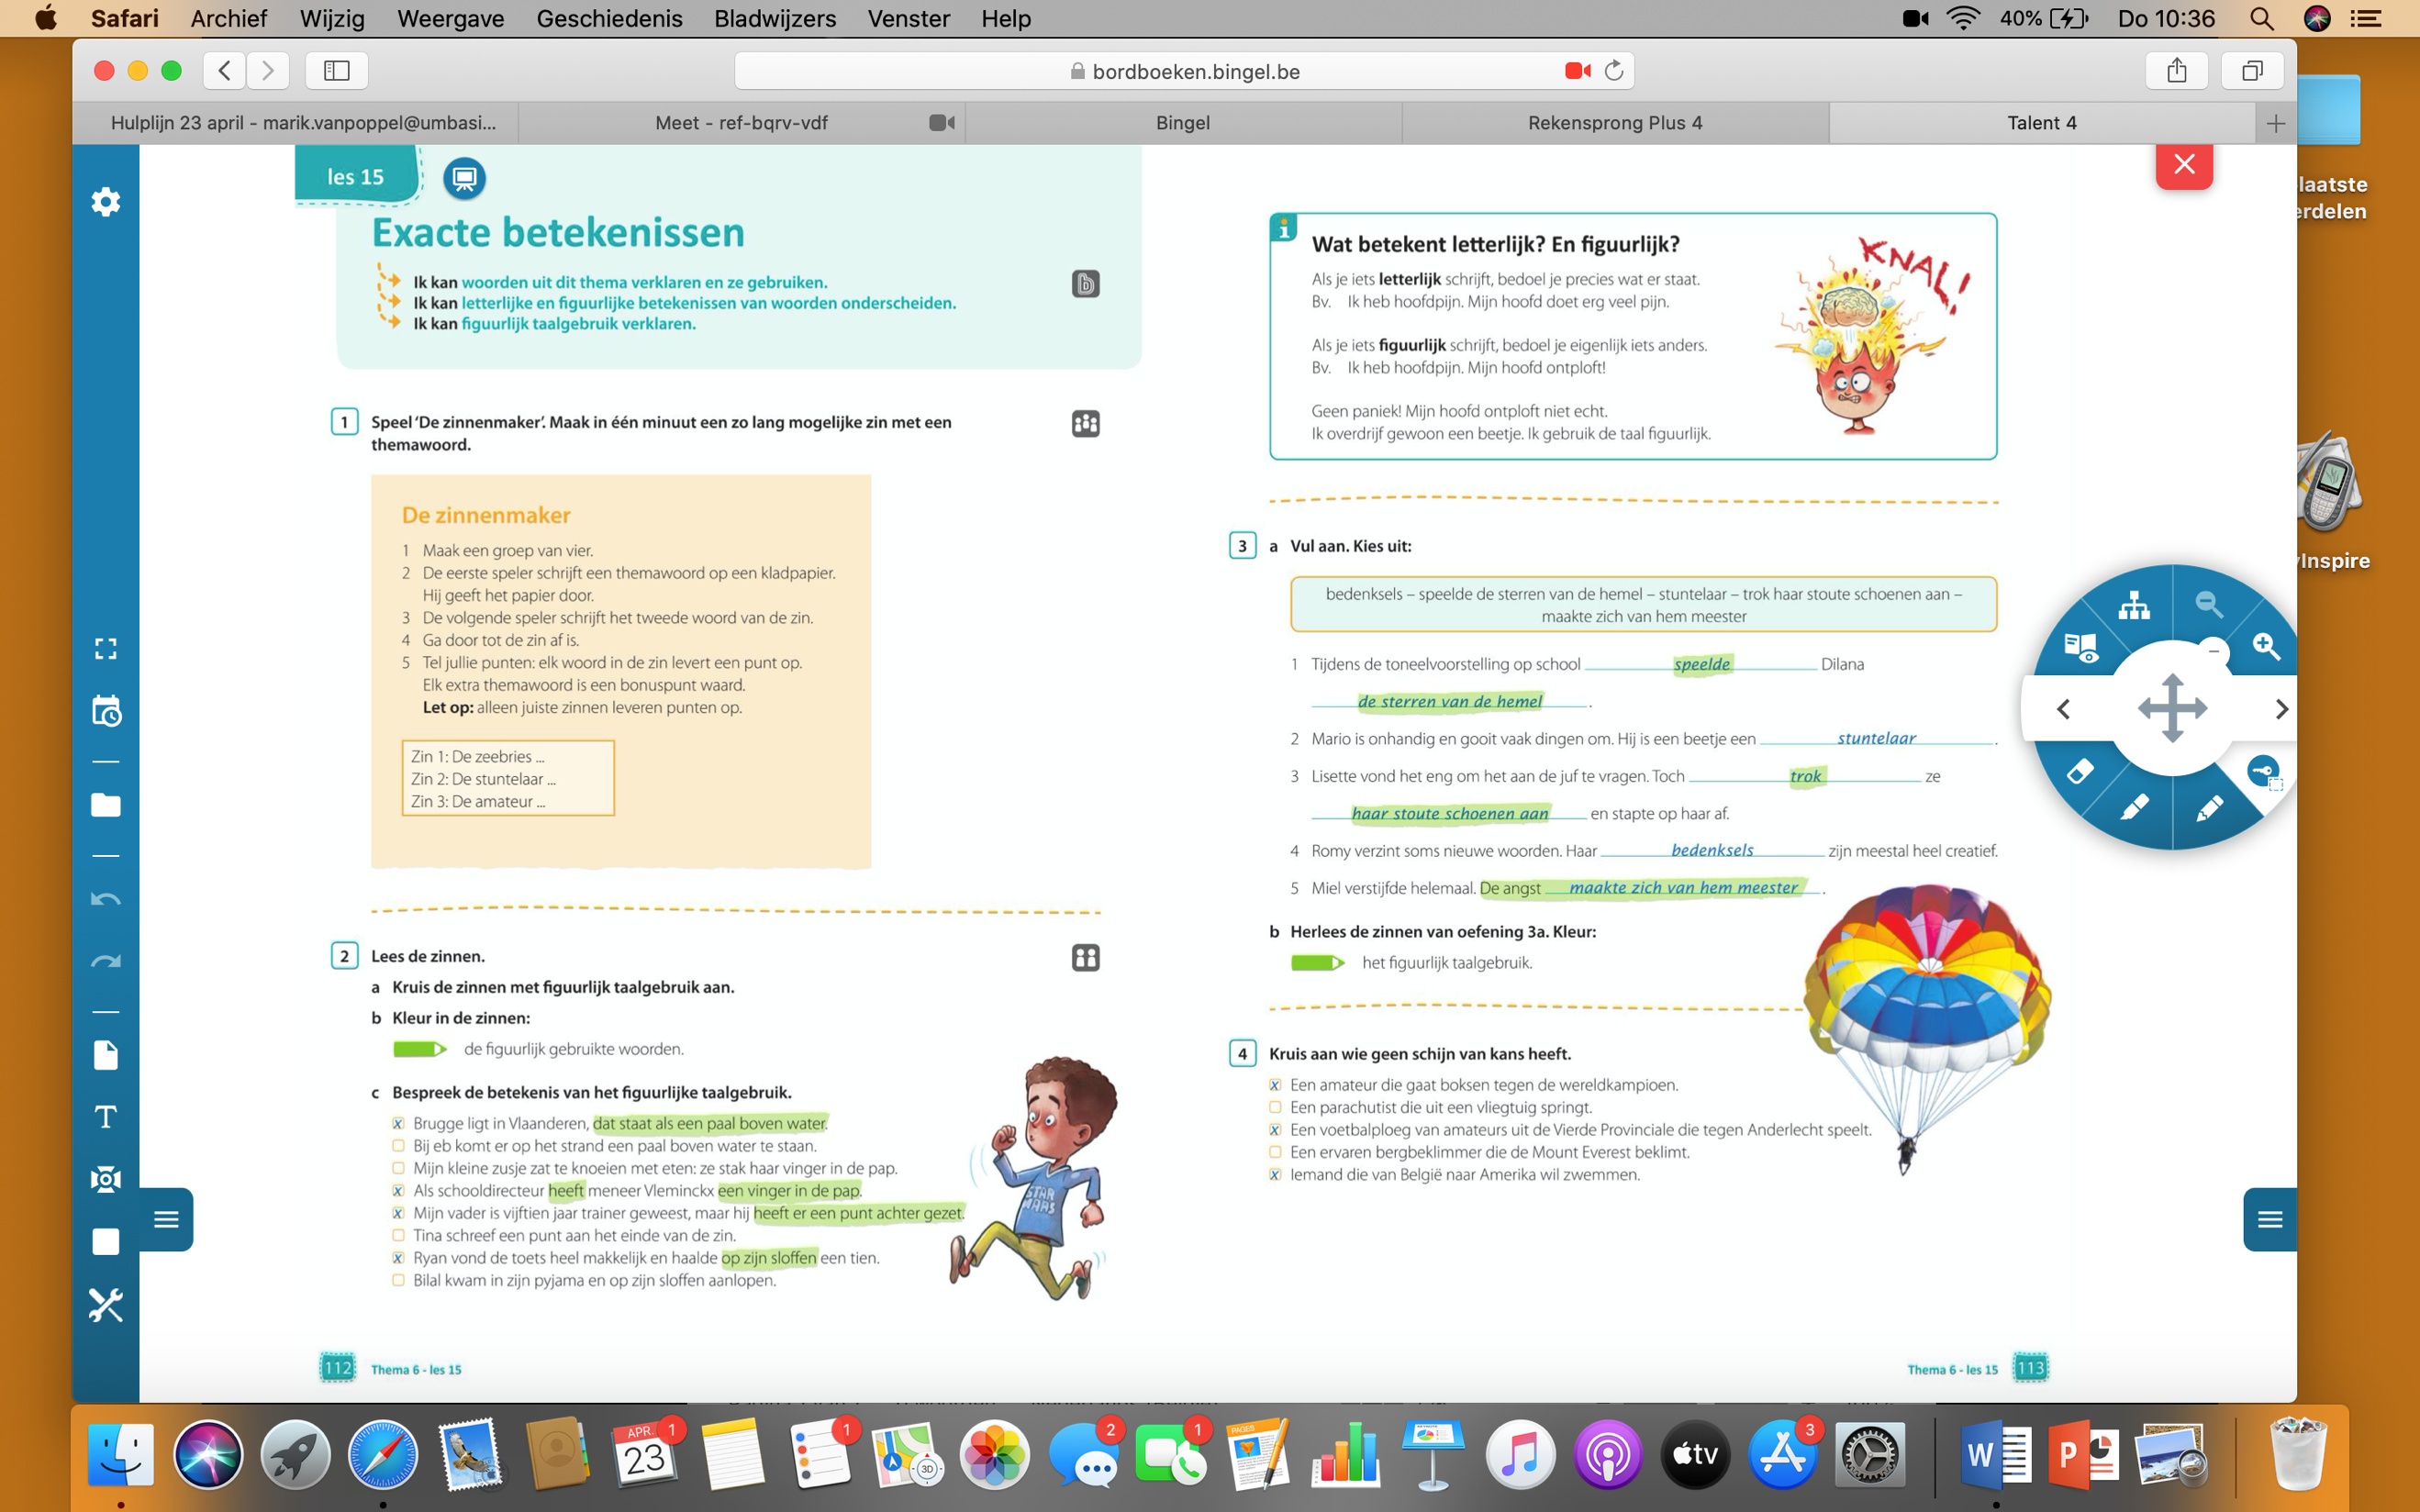 Safari Archief Wijzig Weergave Geschiedenis Bladwijzers Venster Help 40% Do 10:36
bordboeken.bingel.be
Hulplijn 23 april - marik.vanpoppel@umbasi... Meet - ref-bqrv-vdf Bingel Rekensprong Plus 4 Talent 4
les 15
Exacte betekenissen
Ik kan woorden uit dit thema verklaren en ze gebruiken.
Ik kan letterlijke en figuurlijke betekenissen van woorden onderscheiden.
Ik kan figuurlijk taalgebruik verklaren.
1 Speel ‘De zinnenmaker’. Maak in één minuut een zo lang mogelijke zin met een
themawoord.
De zinnenmaker
1 Maak een groep van vier.
2 De eerste speler schrijft een themawoord op een kladpapier.
Hij geeft het papier door.
3 De volgende speler schrijft het tweede woord van de zin.
4 Ga door tot de zin af is.
5 Tel jullie punten: elk woord in de zin levert een punt op.
Elk extra themawoord is een bonuspunt waard.
Let op: alleen juiste zinnen leveren punten op.
Zin 1: De zeebries ...
Zin 2: De stuntelaar ...
Zin 3: De amateur ...
2 Lees de zinnen.
a Kruis de zinnen met figuurlijk taalgebruik aan.
b Kleur in de zinnen:
de figuurlijk gebruikte woorden.
c Bespreek de betekenis van het figuurlijke taalgebruik.
x Brugge ligt in Vlaanderen, dat staat als een paal boven water.
Bij eb komt er op het strand een paal boven water te staan.
Mijn kleine zusje zat te knoeien met eten: ze stak haar vinger in de pap.
x Als schooldirecteur heeft meneer Vleminckx een vinger in de pap.
x Mijn vader is vijftien jaar trainer geweest, maar hij heeft er een punt achter gezet.
Tina schreef een punt aan het einde van de zin.
x Ryan vond de toets heel makkelijk en haalde op zijn sloffen een tien.
Bilal kwam in zijn pyjama en op zijn sloffen aanlopen.
STAR
WARS
112 Thema 6 - les 15
i
Wat betekent letterlijk? En figuurlijk?
Als je iets letterlijk schrijft, bedoel je precies wat er staat.
Bv. Ik heb hoofdpijn. Mijn hoofd doet erg veel pijn.
Als je iets figuurlijk schrijft, bedoel je eigenlijk iets anders.
Bv. Ik heb hoofdpijn. Mijn hoofd ontploft!
Geen paniek! Mijn hoofd ontploft niet echt.
Ik overdrijf gewoon een beetje. Ik gebruik de taal figuurlijk.
KNAL!
3 a Vul aan. Kies uit:
bedenksels – speelde de sterren van de hemel – stuntelaar – trok haar stoute schoenen aan –
maakte zich van hem meester
1 Tijdens de toneelvoorstelling op school speelde Dilana
de sterren van de hemel .
2 Mario is onhandig en gooit vaak dingen om. Hij is een beetje een stuntelaar .
3 Lisette vond het eng om het aan de juf te vragen. Toch trok ze
haar stoute schoenen aan en stapte op haar af.
4 Romy verzint soms nieuwe woorden. Haar bedenksels zijn meestal heel creatief.
5 Miel verstijfde helemaal. De angst maakte zich van hem meester .
b Herlees de zinnen van oefening 3a. Kleur:
het figuurlijk taalgebruik.
4 Kruis aan wie geen schijn van kans heeft.
x Een amateur die gaat boksen tegen de wereldkampioen.
Een parachutist die uit een vliegtuig springt.
x Een voetbalploeg van amateurs uit de Vierde Provinciale die tegen Anderlecht speelt.
Een ervaren bergbeklimmer die de Mount Everest beklimt.
x Iemand die van België naar Amerika wil zwemmen.
Thema 6 - les 15 113
laatste
erdelen
Inspire
APR. 23 1 1 3D 2 1 PAGES tv 3 W P